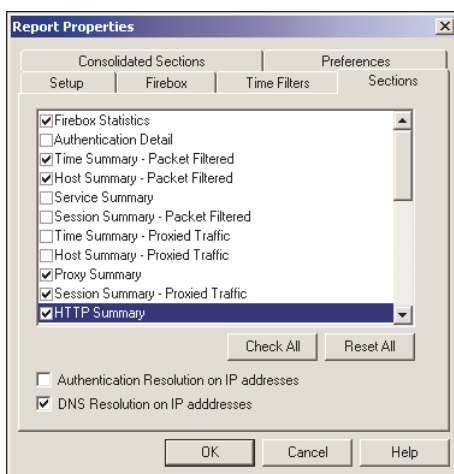 Report Properties
Consolidated Sections Preferences
Setup Firebox Time Filters Sections
Firebox Statistics
Authentication Detail
Time Summary - Packet Filtered
Host Summary - Packet Filtered
Service Summary
Session Summary - Packet Filtered
Time Summary - Proxied Traffic
Host Summary - Proxied Traffic
Proxy Summary
Session Summary - Proxied Traffic
HTTP Summary
Check All Reset All
Authentication Resolution on IP addresses
DNS Resolution on IP adddresses
OK Cancel Help